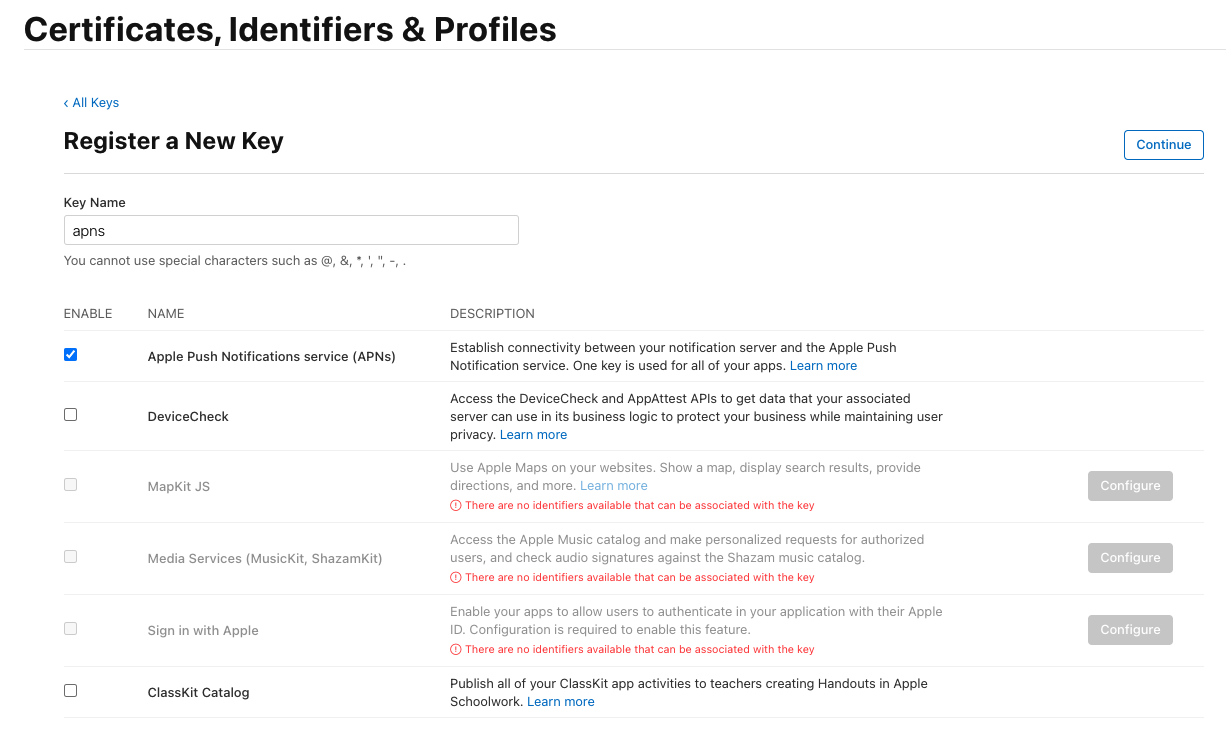 Certificates, Identifiers & Profiles
‹ All Keys
Register a New Key
Continue
Key Name
apns
You cannot use special characters such as @, &, *, ', ", -, .
ENABLE NAME DESCRIPTION
Apple Push Notifications service (APNs)
Establish connectivity between your notification server and the Apple Push
Notification service. One key is used for all of your apps. Learn more
DeviceCheck
Access the DeviceCheck and AppAttest APIs to get data that your associated
server can use in its business logic to protect your business while maintaining user
privacy. Learn more
MapKit JS
Use Apple Maps on your websites. Show a map, display search results, provide
directions, and more. Learn more
There are no identifiers available that can be associated with the key
Configure
Media Services (MusicKit, ShazamKit)
Access the Apple Music catalog and make personalized requests for authorized
users, and check audio signatures against the Shazam music catalog.
There are no identifiers available that can be associated with the key
Configure
Sign in with Apple
Enable your apps to allow users to authenticate in your application with their Apple
ID. Configuration is required to enable this feature.
There are no identifiers available that can be associated with the key
Configure
ClassKit Catalog
Publish all of your ClassKit app activities to teachers creating Handouts in Apple
Schoolwork. Learn more